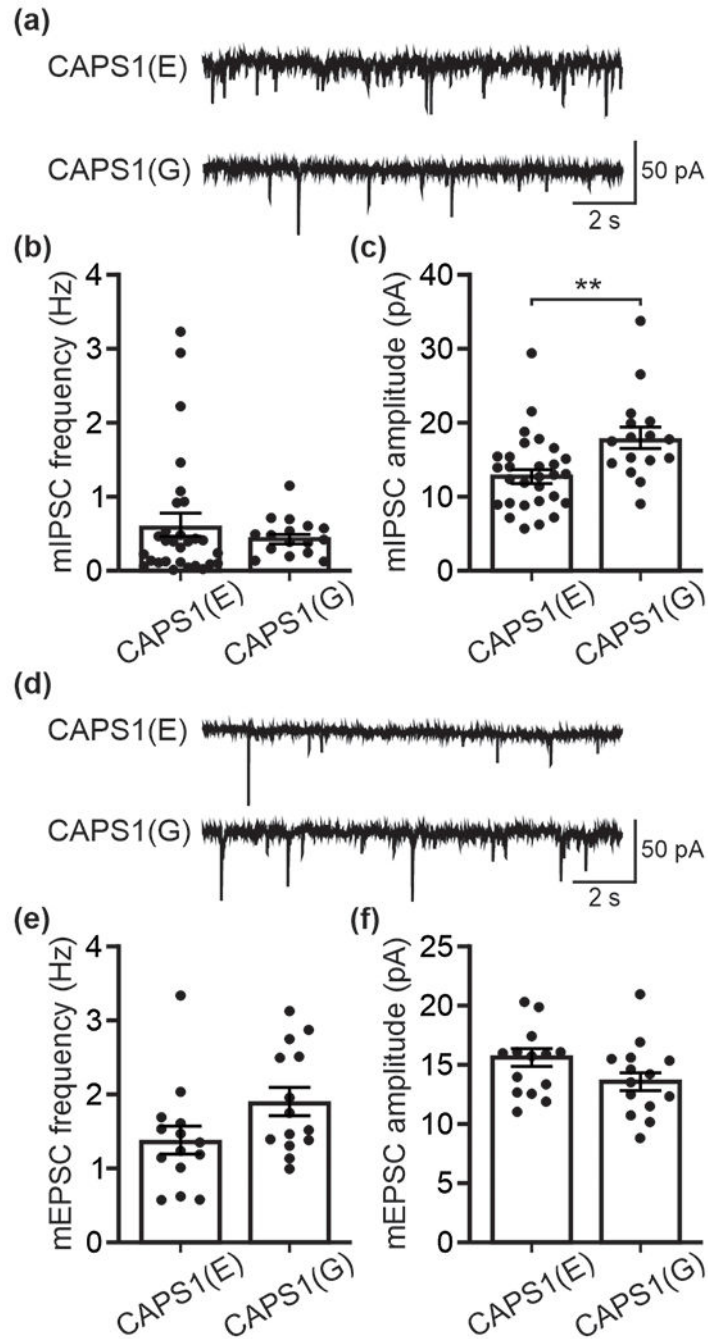 (a)
CAPS1(E)
CAPS1(G)
50 pA
2 s
(b)
mIPSC frequency (Hz)
4
3
2
1
0
CAPS1(E)
CAPS1(G)
(c)
mIPSC amplitude (pA)
40
30
20
10
0
**
CAPS1(E)
CAPS1(G)
(d)
CAPS1(E)
CAPS1(G)
50 pA
2 s
(e)
mEPSC frequency (Hz)
4
3
2
1
0
CAPS1(E)
CAPS1(G)
(f)
mEPSC amplitude (pA)
25
20
15
10
5
0
CAPS1(E)
CAPS1(G)